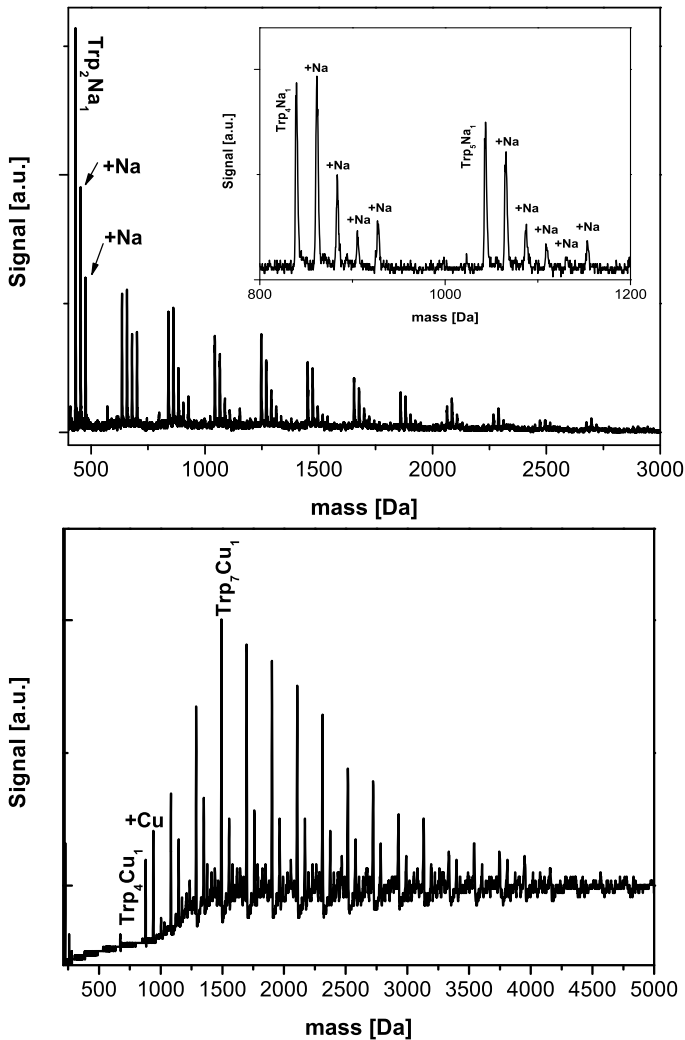 Signal [a.u.]
Trp2Na1
+Na
+Na
Signal [a.u.]
Trp4Na1
+Na
+Na
+Na
+Na
Trp5Na1
+Na
+Na
+Na
+Na
+Na
800 1000 1200
mass [Da]
500 1000 1500 2000 2500 3000
mass [Da]
Signal [a.u.]
Trp4Cu1
+Cu
Trp7Cu1
500 1000 1500 2000 2500 3000 3500 4000 4500 5000
mass [Da]